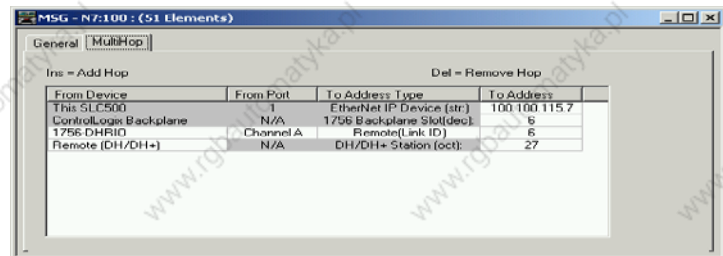 MSG - N7:100 : (51 Elements)
General MultiHop
Ins = Add Hop Del = Remove Hop
From Device From Port To Address Type To Address
This SLC500 1 EtherNet IP Device (str:) 100.100.115.7
ControlLogix Backplane N/A 1756 Backplane Slot(dec): 6
1756-DHRIO Channel A Remote(Link ID) 6
Remote (DH/DH+) N/A DH/DH+ Station (oct): 27
www.rgbautomatyka.pl